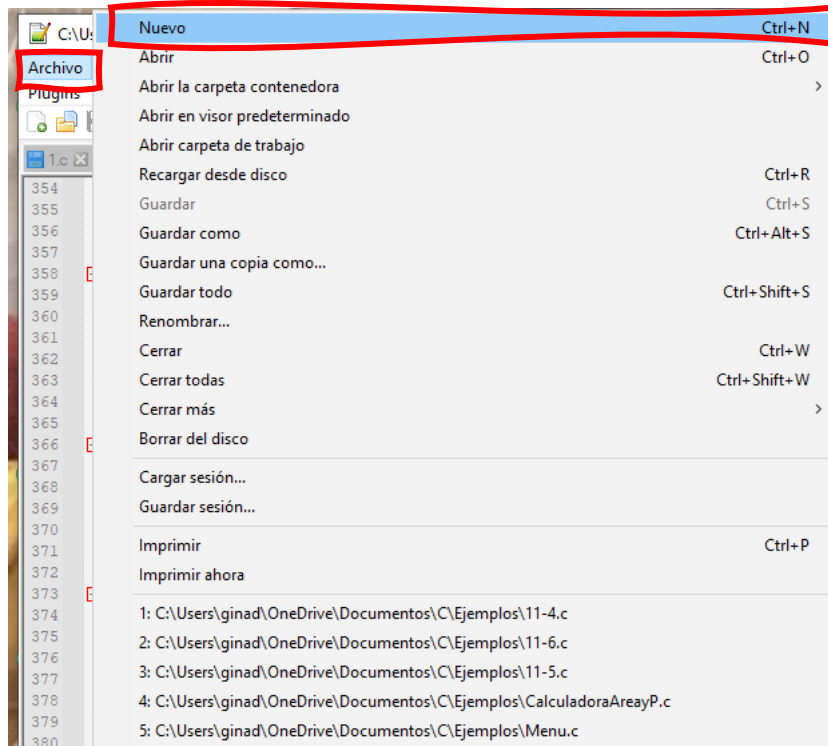 C:\Us
Archivo
Plugins
1.c
354
355
356
357
358
359
360
361
362
363
364
365
366
367
368
369
370
371
372
373
374
375
376
377
378
379
380
Nuevo Ctrl+N
Abrir Ctrl+O
Abrir la carpeta contenedora >
Abrir en visor predeterminado
Abrir carpeta de trabajo
Recargar desde disco Ctrl+R
Guardar Ctrl+S
Guardar como Ctrl+Alt+S
Guardar una copia como...
Guardar todo Ctrl+Shift+S
Renombrar...
Cerrar Ctrl+W
Cerrar todas Ctrl+Shift+W
Cerrar más >
Borrar del disco
Cargar sesión...
Guardar sesión...
Imprimir Ctrl+P
Imprimir ahora
1: C:\Users\ginad\OneDrive\Documentos\C\Ejemplos\11-4.c
2: C:\Users\ginad\OneDrive\Documentos\C\Ejemplos\11-6.c
3: C:\Users\ginad\OneDrive\Documentos\C\Ejemplos\11-5.c
4: C:\Users\ginad\OneDrive\Documentos\C\Ejemplos\CalculadoraAreayP.c
5: C:\Users\ginad\OneDrive\Documentos\C\Ejemplos\Menu.c